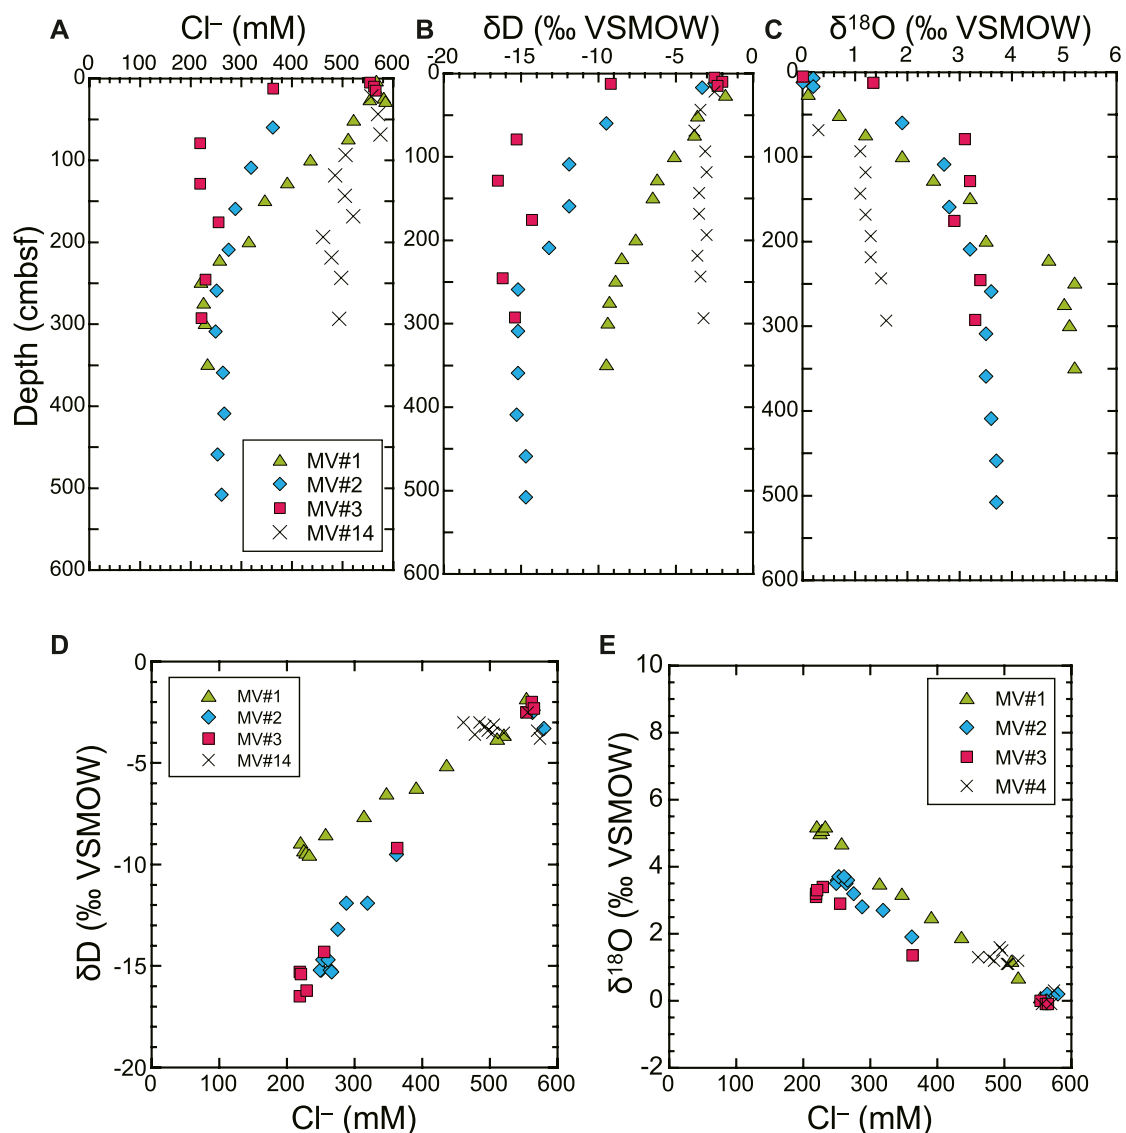 A Cl⁻ (mM)
0 100 200 300 400 500 600
B δD (‰ VSMOW)
-20 -15 -10 -5 0
C δ¹⁸O (‰ VSMOW)
0 1 2 3 4 5 6
Depth (cmbsf)
0
100
200
300
400
500
600
MV#1
MV#2
MV#3
MV#14
0
100
200
300
400
500
600
0
100
200
300
400
500
600
D
δD (‰ VSMOW)
0
-5
-10
-15
-20
MV#1
MV#2
MV#3
MV#14
0 100 200 300 400 500 600
Cl⁻ (mM)
E
δ¹⁸O (‰ VSMOW)
10
8
6
4
2
0
-2
MV#1
MV#2
MV#3
MV#4
0 100 200 300 400 500 600
Cl⁻ (mM)